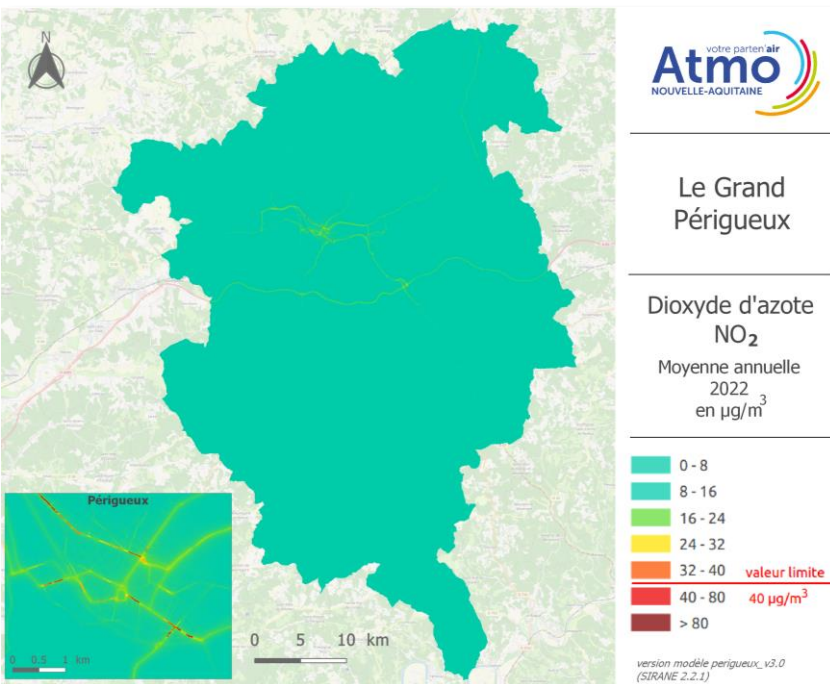 N
votre parten'air
Atmo
NOUVELLE-AQUITAINE
Le Grand
Périgueux
Dioxyde d'azote
NO₂
Moyenne annuelle
2022
en µg/m³
0 - 8
8 - 16
16 - 24
24 - 32
32 - 40 valeur limite
40 - 80 40 µg/m³
> 80
version modèle perigueux_v3.0
(SIRANE 2.2.1)
Périgueux
0 0.5 1 km
0 5 10 km